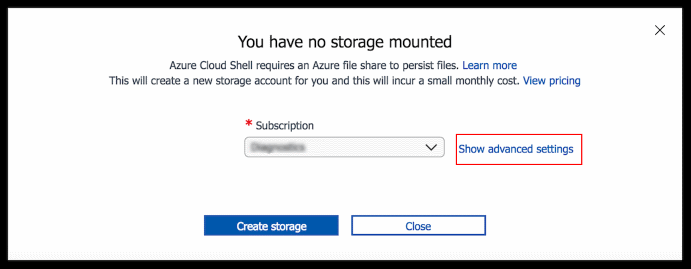 You have no storage mounted
Azure Cloud Shell requires an Azure file share to persist files. Learn more
This will create a new storage account for you and this will incur a small monthly cost. View pricing
* Subscription
Show advanced settings
Create storage
Close